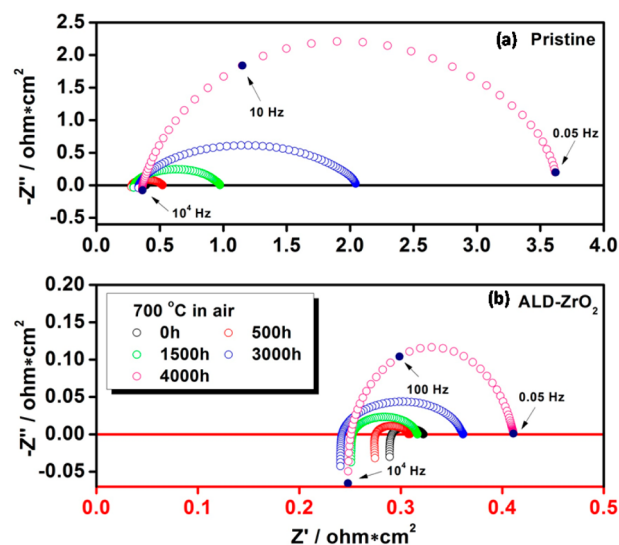 2.5
2.0
1.5
1.0
0.5
0.0
-0.5
-Z'' / ohm*cm²
(a) Pristine
10 Hz
0.05 Hz
10⁴ Hz
0.0 0.5 1.0 1.5 2.0 2.5 3.0 3.5 4.0
0.20
0.15
0.10
0.05
0.00
-0.05
-Z'' / ohm*cm²
(b) ALD-ZrO₂
700 °C in air
0h 500h
1500h 3000h
4000h
100 Hz
0.05 Hz
10⁴ Hz
0.0 0.1 0.2 0.3 0.4 0.5
Z' / ohm*cm²